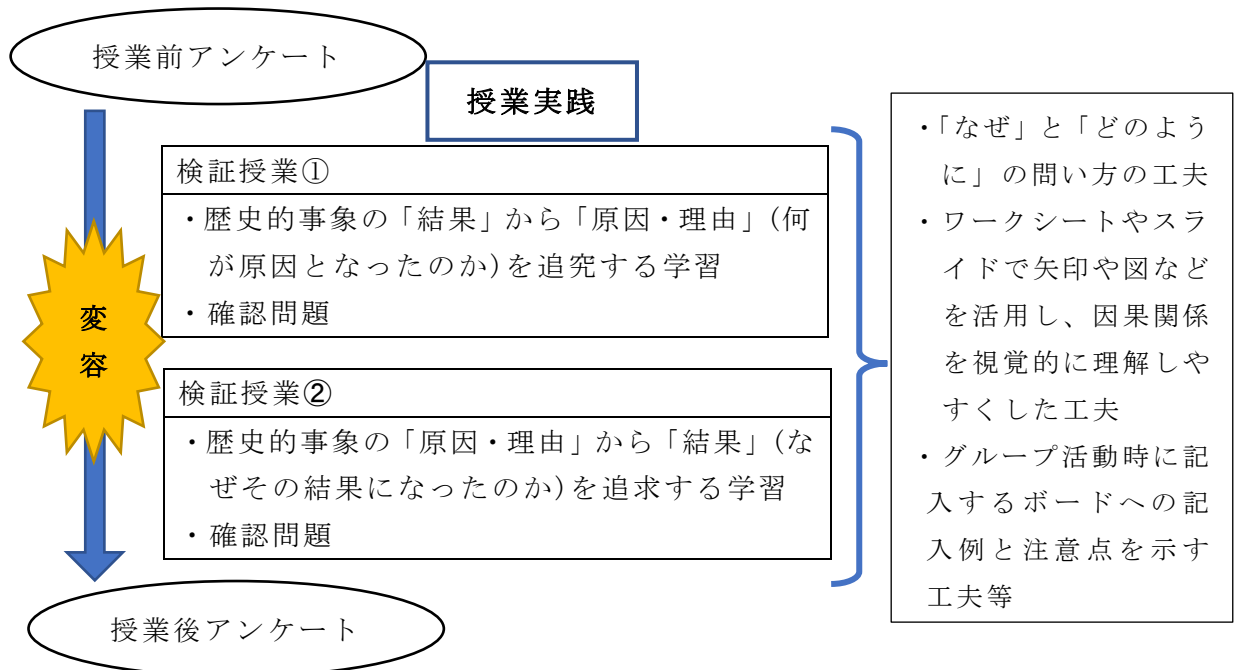 授業前アンケート
授業実践
検証授業①
・歴史的事象の「結果」から「原因・理由」(何
が原因となったのか)を追究する学習
・確認問題
検証授業②
・歴史的事象の「原因・理由」から「結果」(な
ぜその結果になったのか)を追求する学習
・確認問題
変
容
授業後アンケート
・「なぜ」と「どのよう
に」の問い方の工夫
・ワークシートやスラ
イドで矢印や図など
を活用し、因果関係
を視覚的に理解しや
すくした工夫
・グループ活動時に記
入するボードへの記
入例と注意点を示す
工夫等